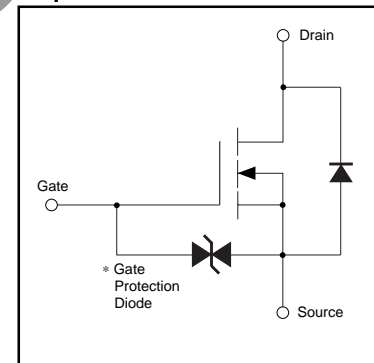 Drain
Gate
* Gate
Protection
Diode
Source